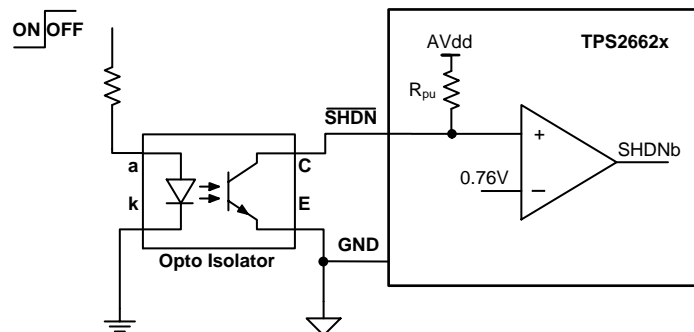 ON OFF
AVdd
TPS2662x
Rpu
SHDN
+
SHDNb
a
C
0.76V
−
k
E
GND
Opto Isolator